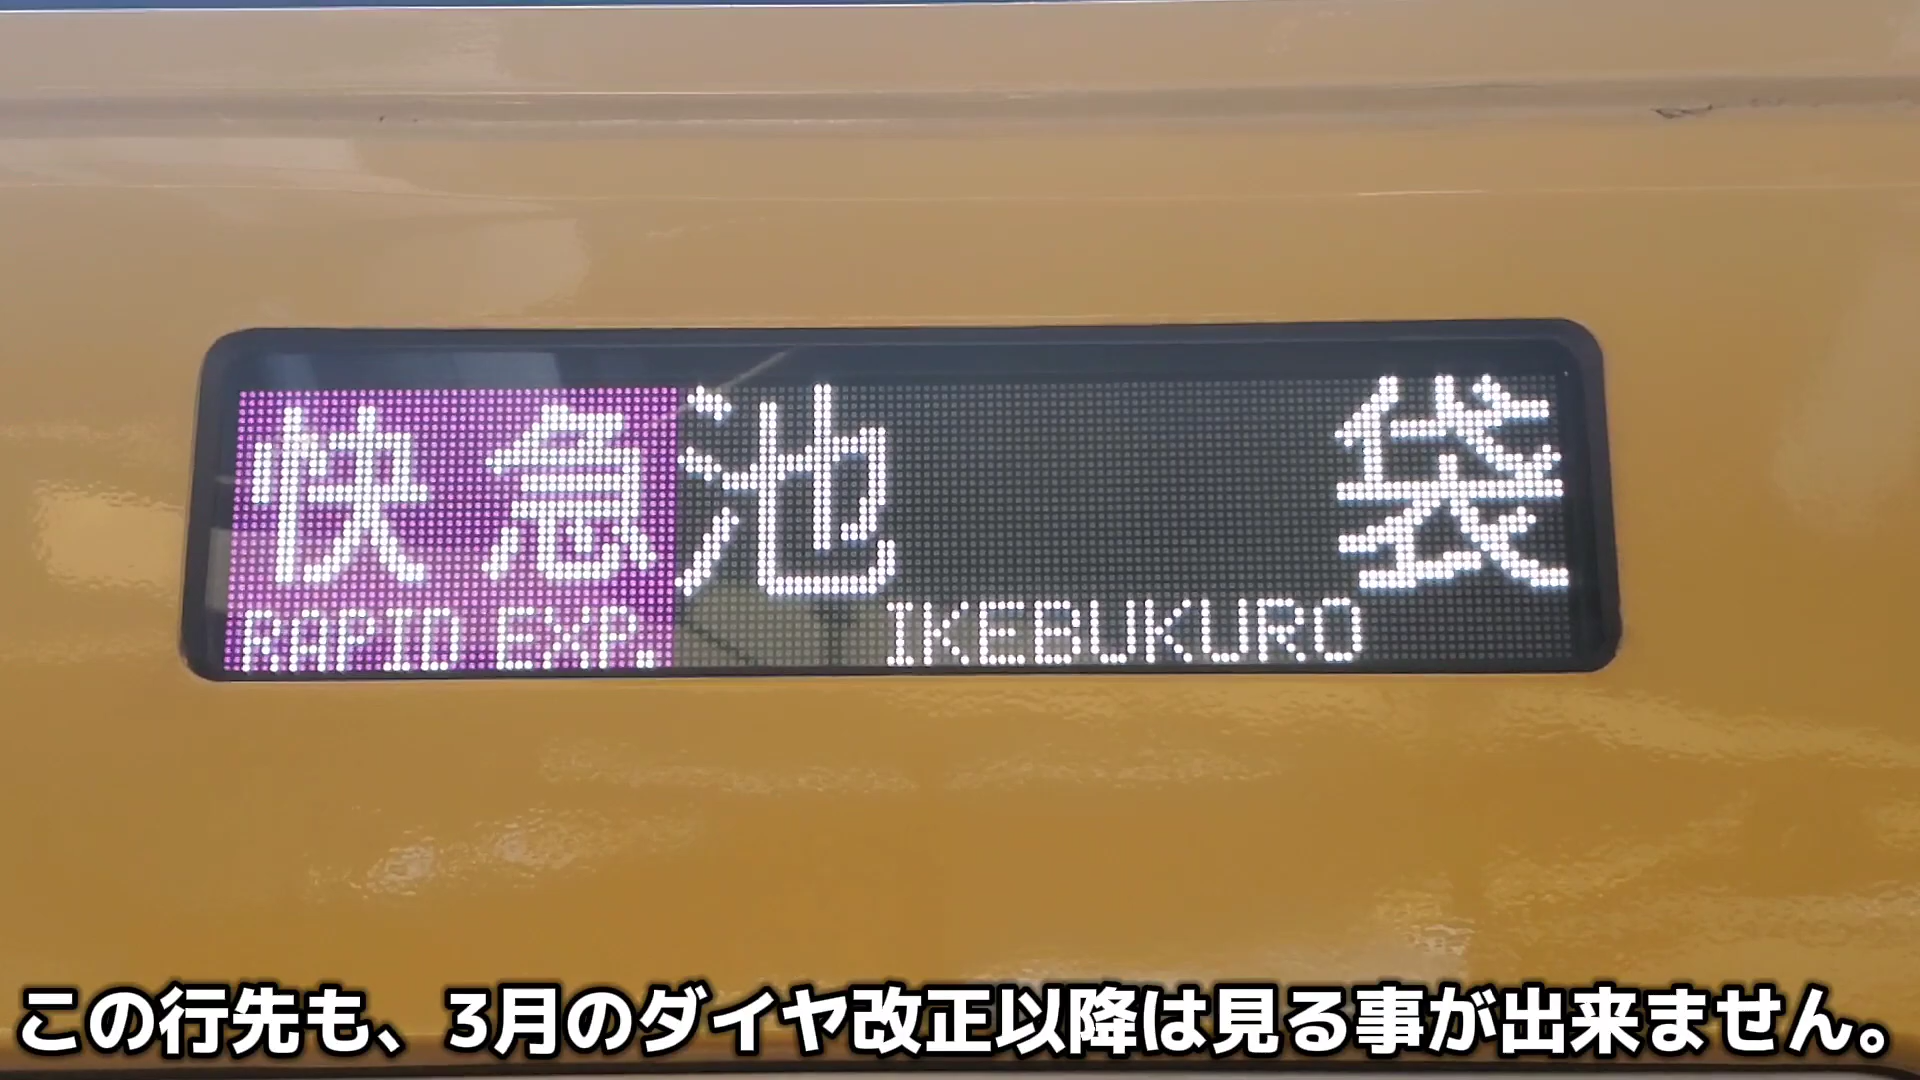 快急 池袋
RAPID EXP. IKEBUKURO
この行先も、3月のダイヤ改正以降は見る事が出来ません。